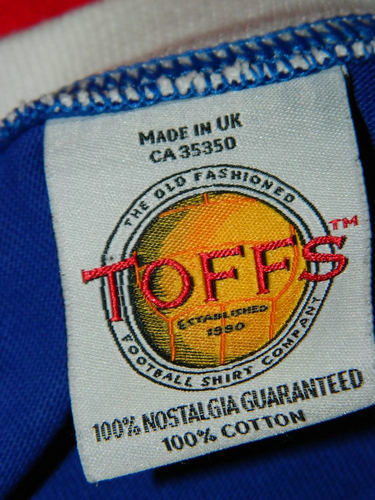 MADE IN UK
CA 35350
THE OLD FASHIONED
TOFFS™
ESTABLISHED
1990
FOOTBALL SHIRT COMPANY
100% NOSTALGIA GUARANTEED
100% COTTON